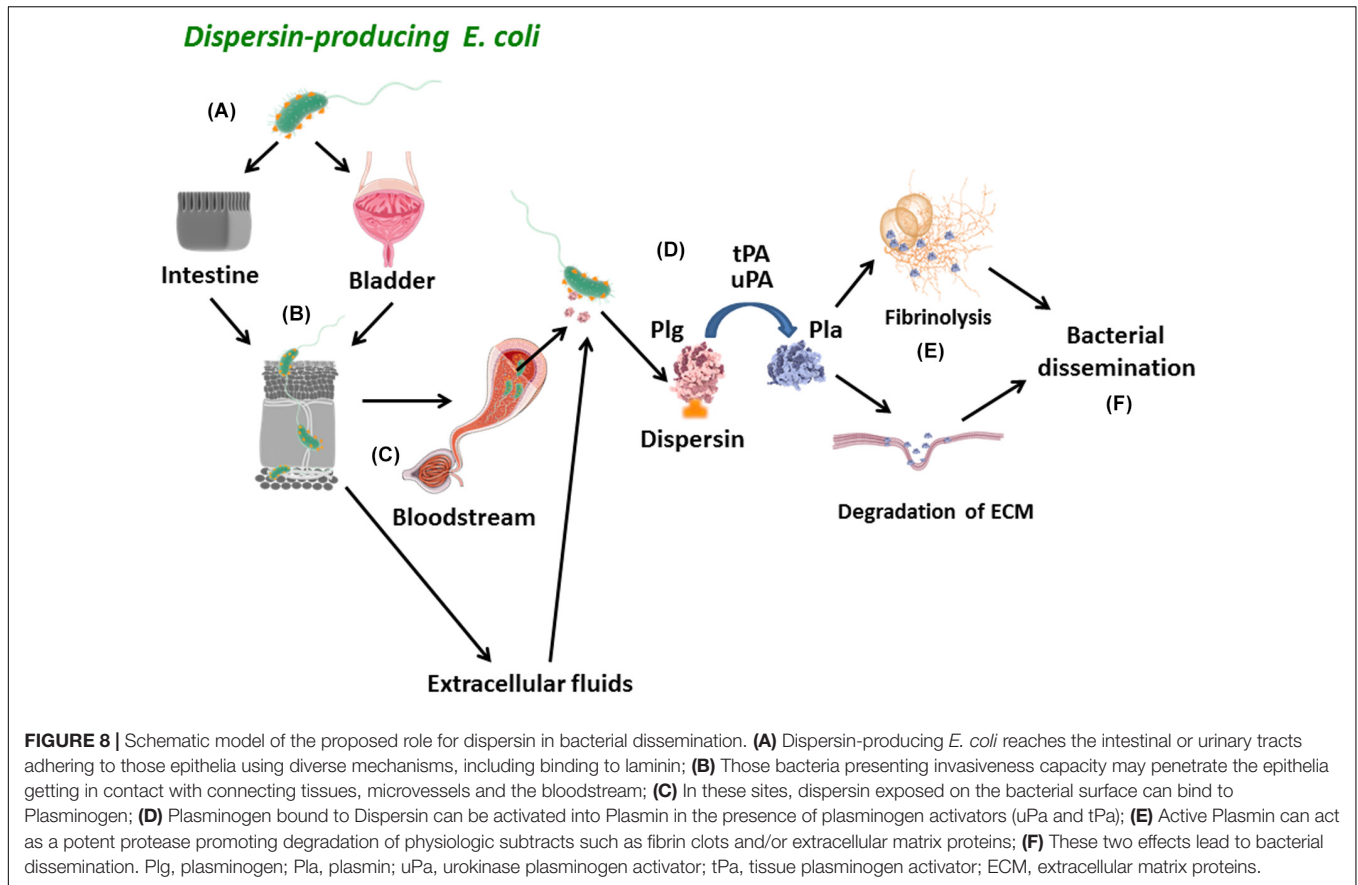 Dispersin-producing E. coli
(A)
Intestine
Bladder
(B)
(C)
Bloodstream
Extracellular fluids
(D)
tPA
uPA
Plg
Pla
Dispersin
Fibrinolysis
(E)
Degradation of ECM
Bacterial
dissemination
(F)
FIGURE 8 | Schematic model of the proposed role for dispersin in bacterial dissemination. (A) Dispersin-producing E. coli reaches the intestinal or urinary tracts
adhering to those epithelia using diverse mechanisms, including binding to laminin; (B) Those bacteria presenting invasiveness capacity may penetrate the epithelia
getting in contact with connecting tissues, microvessels and the bloodstream; (C) In these sites, dispersin exposed on the bacterial surface can bind to
Plasminogen; (D) Plasminogen bound to Dispersin can be activated into Plasmin in the presence of plasminogen activators (uPa and tPa); (E) Active Plasmin can act
as a potent protease promoting degradation of physiologic subtracts such as fibrin clots and/or extracellular matrix proteins; (F) These two effects lead to bacterial
dissemination. Plg, plasminogen; Pla, plasmin; uPa, urokinase plasminogen activator; tPa, tissue plasminogen activator; ECM, extracellular matrix proteins.